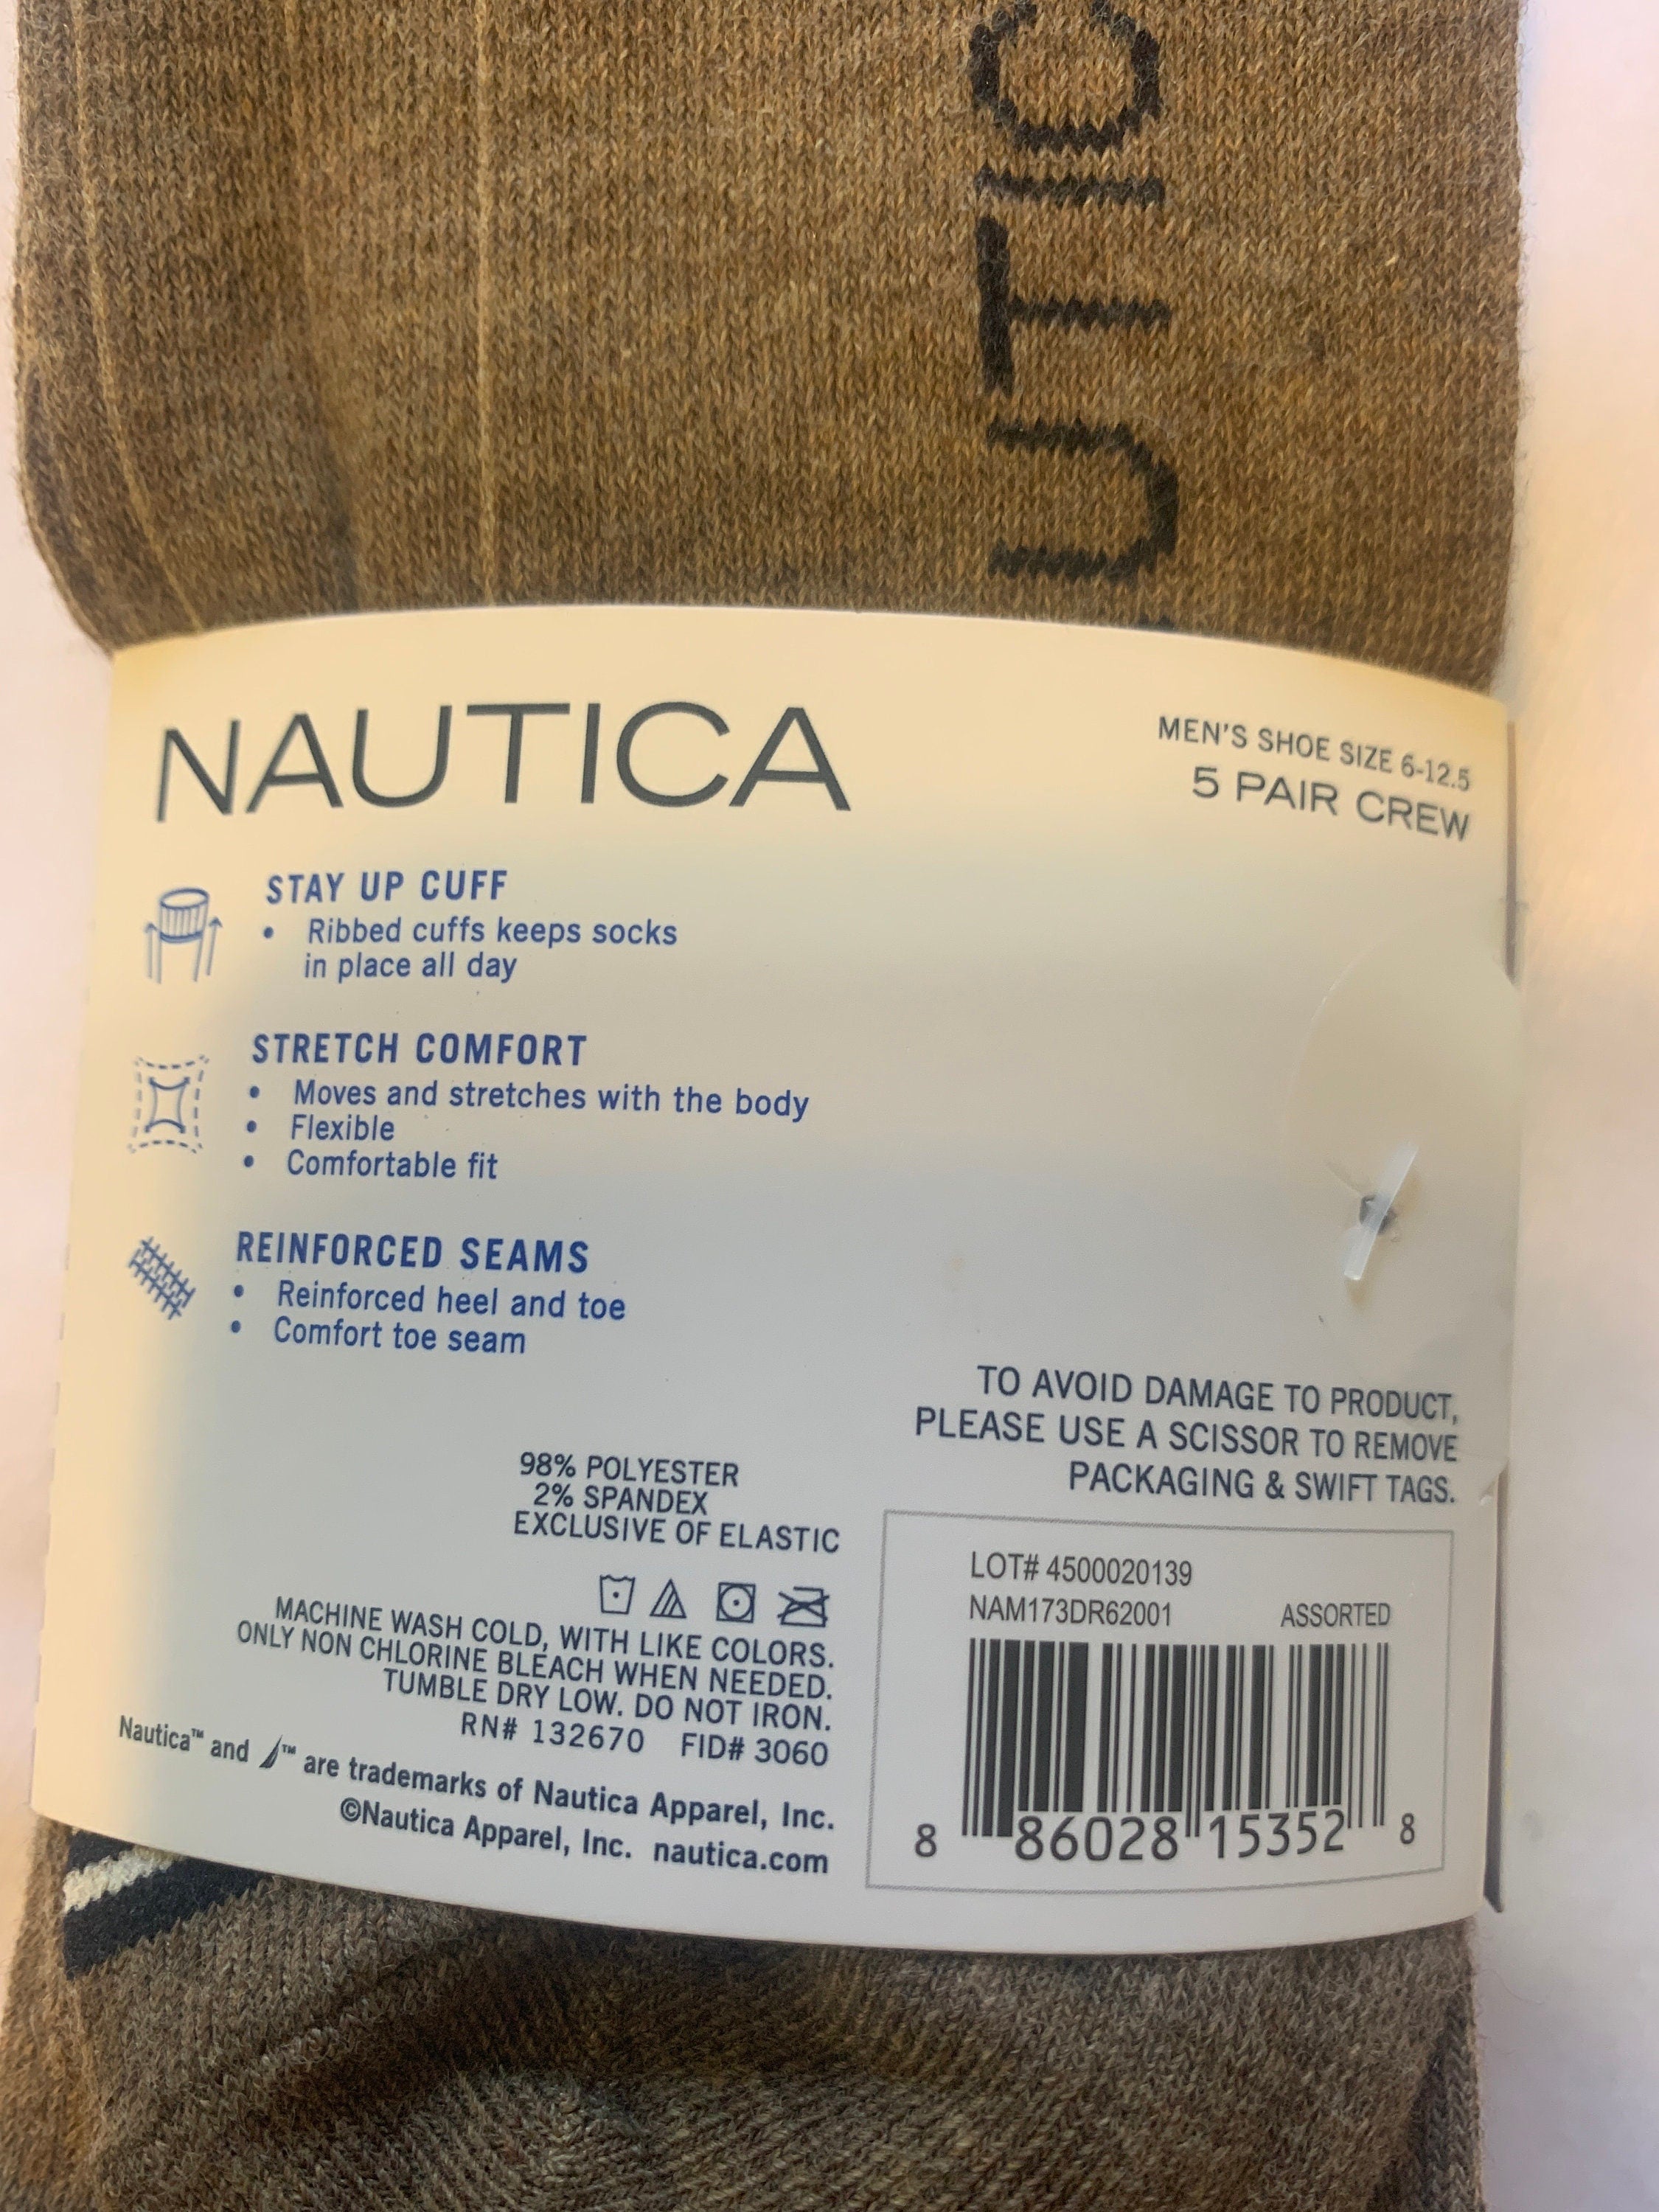 UTIC
NAUTICA
MEN'S SHOE SIZE 6-12.5
5 PAIR CREW
STAY UP CUFF
• Ribbed cuffs keeps socks
in place all day
STRETCH COMFORT
• Moves and stretches with the body
• Flexible
• Comfortable fit
REINFORCED SEAMS
• Reinforced heel and toe
• Comfort toe seam
TO AVOID DAMAGE TO PRODUCT,
PLEASE USE A SCISSOR TO REMOVE
PACKAGING & SWIFT TAGS.
98% POLYESTER
2% SPANDEX
EXCLUSIVE OF ELASTIC
MACHINE WASH COLD, WITH LIKE COLORS.
ONLY NON CHLORINE BLEACH WHEN NEEDED.
TUMBLE DRY LOW. DO NOT IRON.
RN# 132670 FID# 3060
Nautica™ and ™ are trademarks of Nautica Apparel, Inc.
©Nautica Apparel, Inc. nautica.com
LOT# 4500020139
NAM173DR62001 ASSORTED
8 86028 15352 8